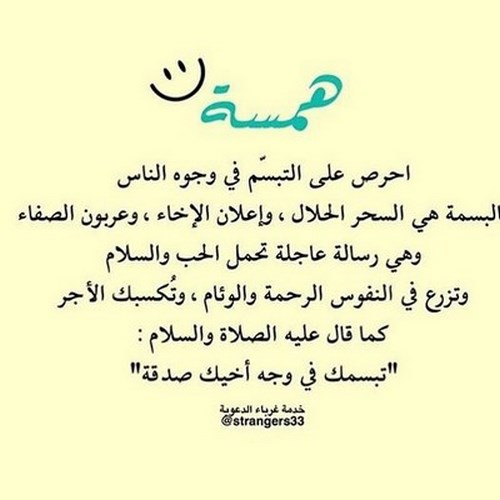 همسة
احرص على التبسّم في وجوه الناس
البسمة هي السحر الحلال ، وإعلان الإخاء ، وعربون الصفاء
وهي رسالة عاجلة تحمل الحب والسلام
وتزرع في النفوس الرحمة والوئام ، وتُكسبك الأجر
كما قال عليه الصلاة والسلام :
"تبسمك في وجه أخيك صدقة"
خدمة غرباء الدعوية
@strangers33